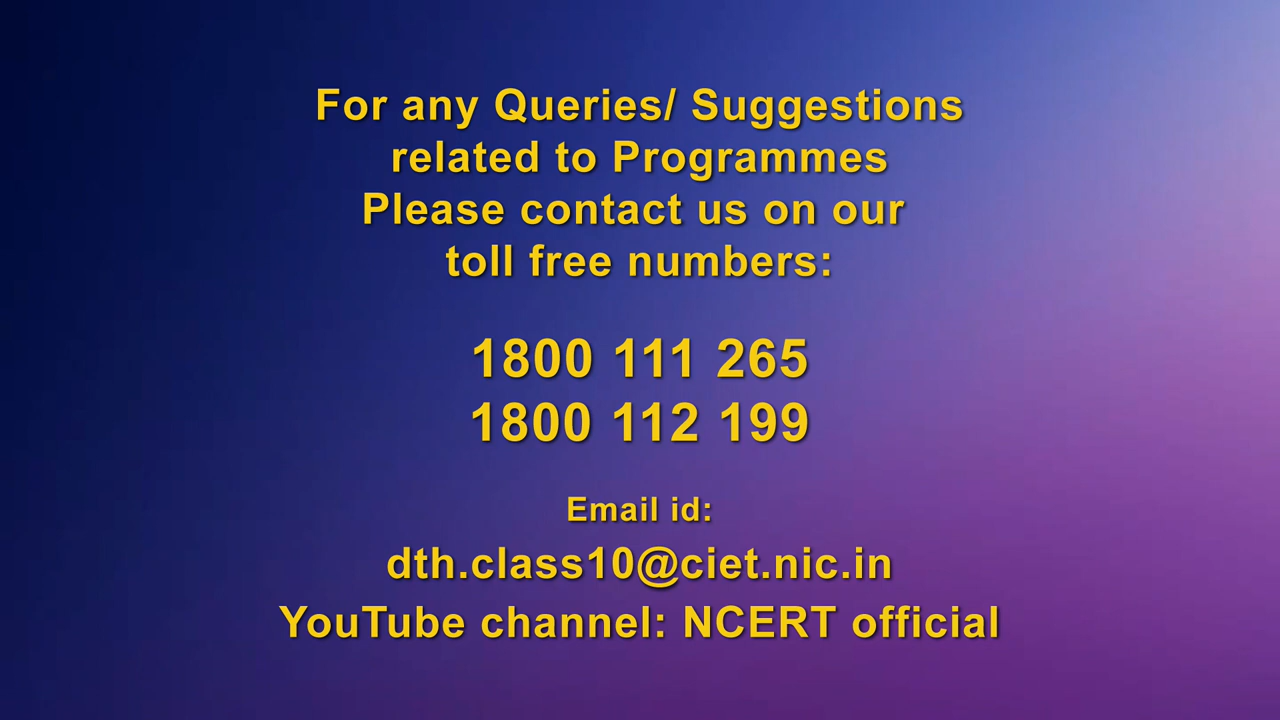 For any Queries/ Suggestions
related to Programmes
Please contact us on our
toll free numbers:
1800 111 265
1800 112 199
Email id:
dth.class10@ciet.nic.in
YouTube channel: NCERT official